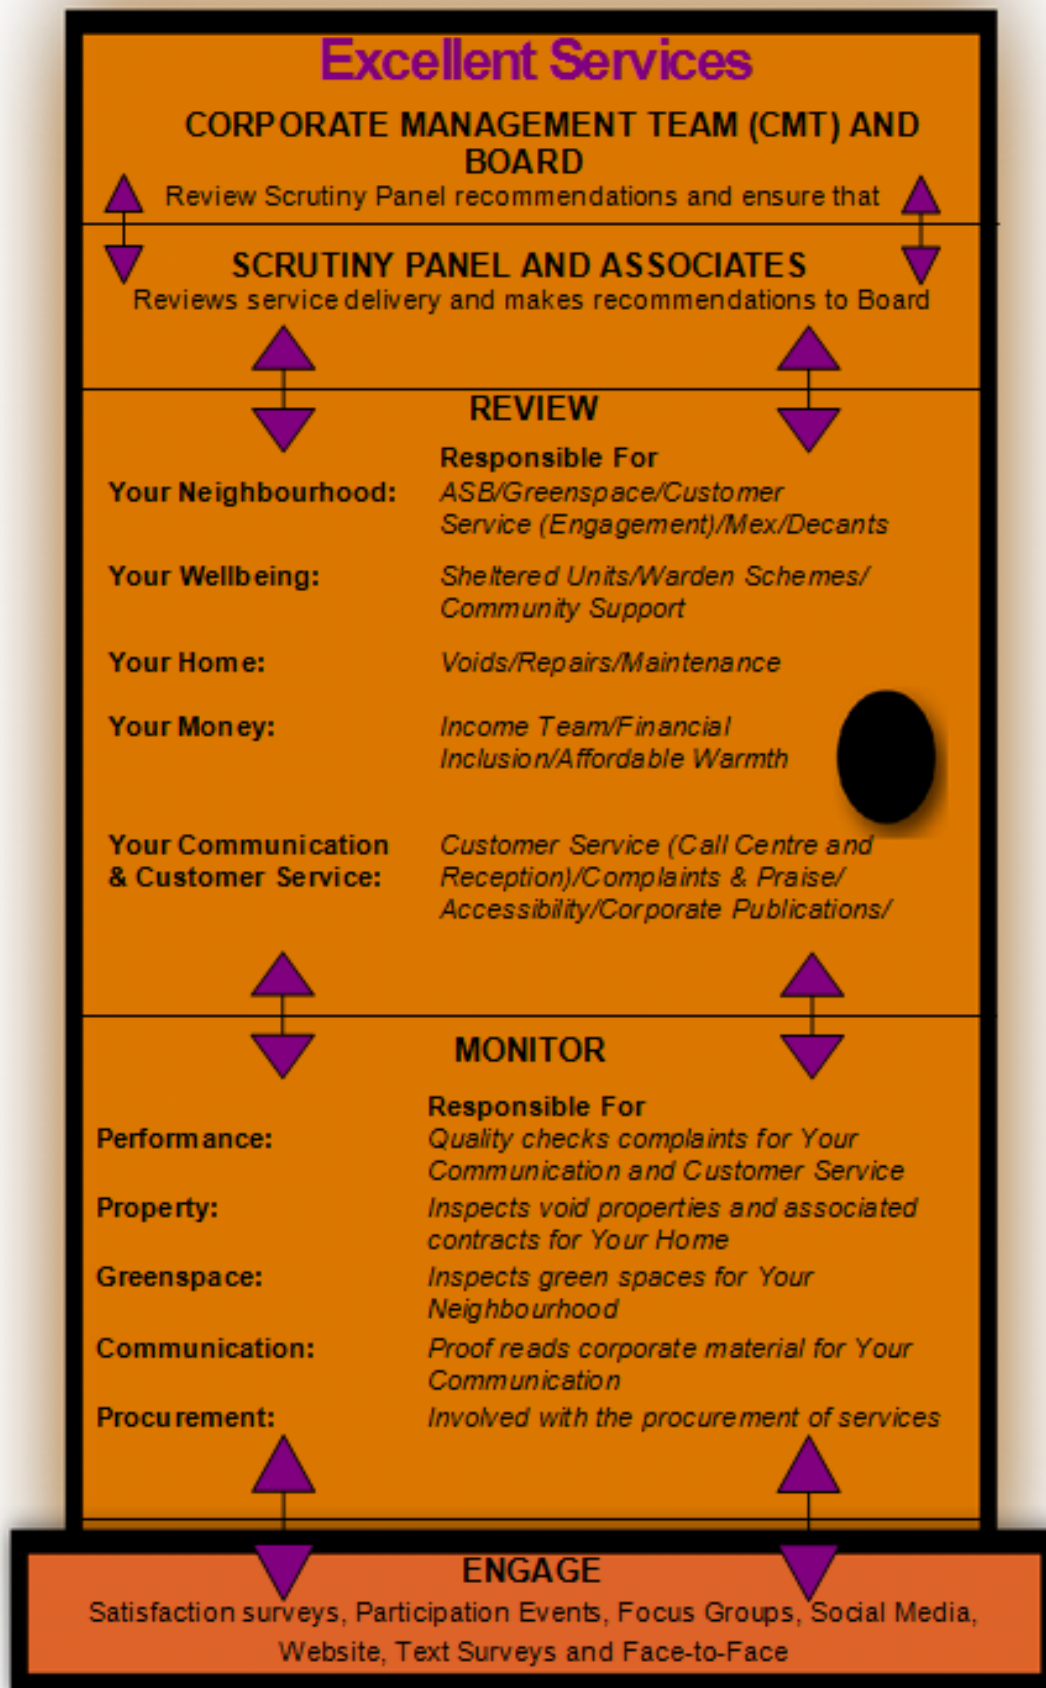 Excellent Services
CORPORATE MANAGEMENT TEAM (CMT) AND
BOARD
Review Scrutiny Panel recommendations and ensure that
SCRUTINY PANEL AND ASSOCIATES
Reviews service delivery and makes recommendations to Board
REVIEW
Responsible For
Your Neighbourhood: ASB/Greenspace/Customer
Service (Engagement)/Mex/Decants
Your Wellbeing: Sheltered Units/Warden Schemes/
Community Support
Your Home: Voids/Repairs/Maintenance
Your Money: Income Team/Financial
Inclusion/Affordable Warmth
Your Communication Customer Service (Call Centre and
& Customer Service: Reception)/Complaints & Praise/
Accessibility/Corporate Publications/
MONITOR
Responsible For
Performance: Quality checks complaints for Your
Communication and Customer Service
Property: Inspects void properties and associated
contracts for Your Home
Greenspace: Inspects green spaces for Your
Neighbourhood
Communication: Proof reads corporate material for Your
Communication
Procurement: Involved with the procurement of services
ENGAGE
Satisfaction surveys, Participation Events, Focus Groups, Social Media,
Website, Text Surveys and Face-to-Face